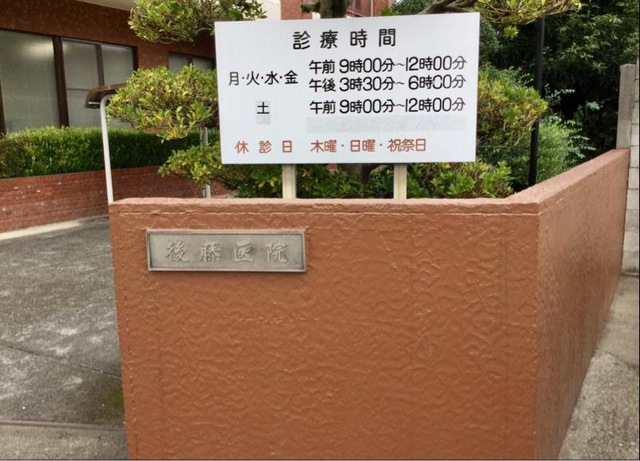 診療時間
月・火・水・金 午前 9時00分～12時00分
午後 3時30分～ 6時00分
土 午前 9時00分～12時00分
休診日 木曜・日曜・祝祭日
後藤医院